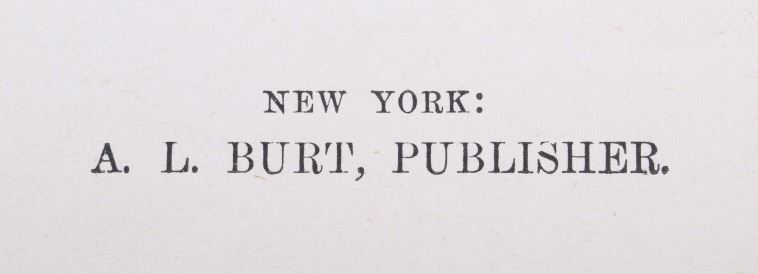 NEW YORK:
A. L. BURT, PUBLISHER.